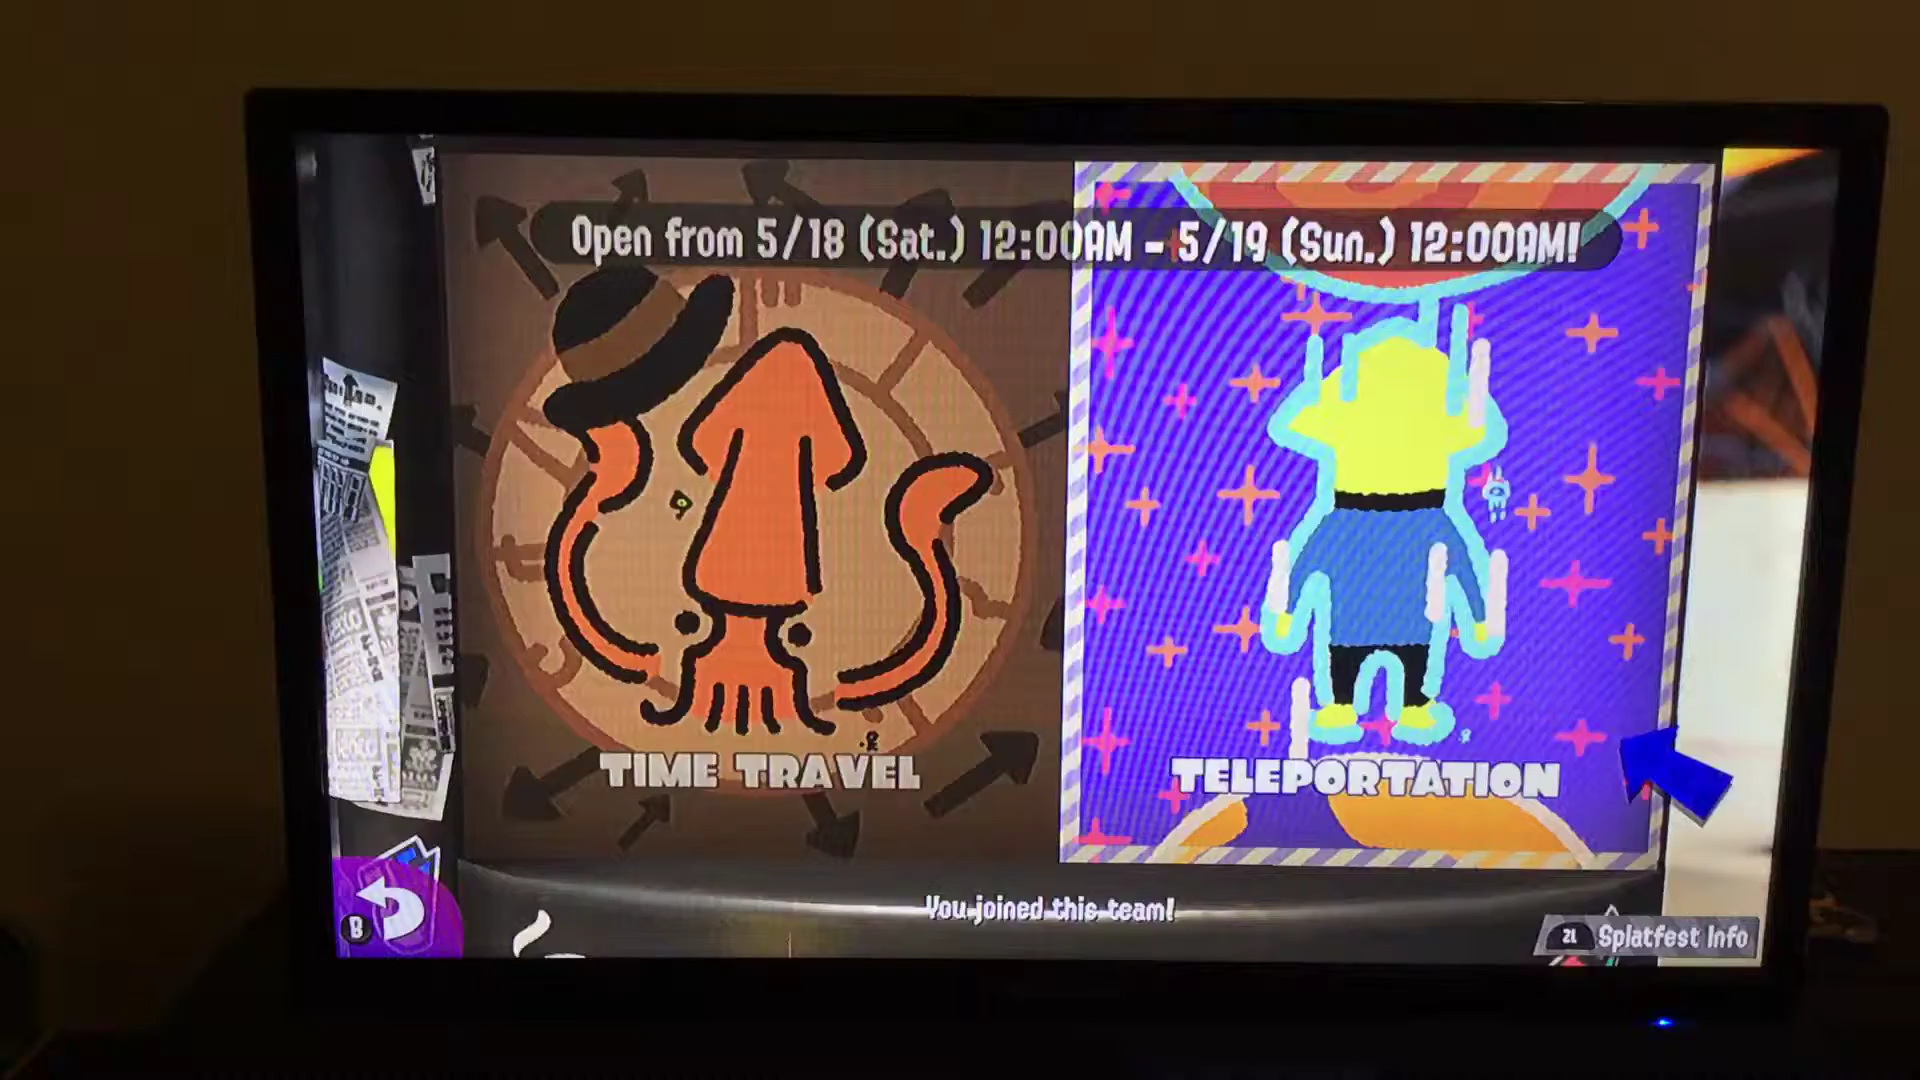 Open from 5/18 (Sat.) 12:00AM - 5/19 (Sun.) 12:00AM!
TIME TRAVEL
TELEPORTATION
You joined this team!
B
ZL Splatfest Info